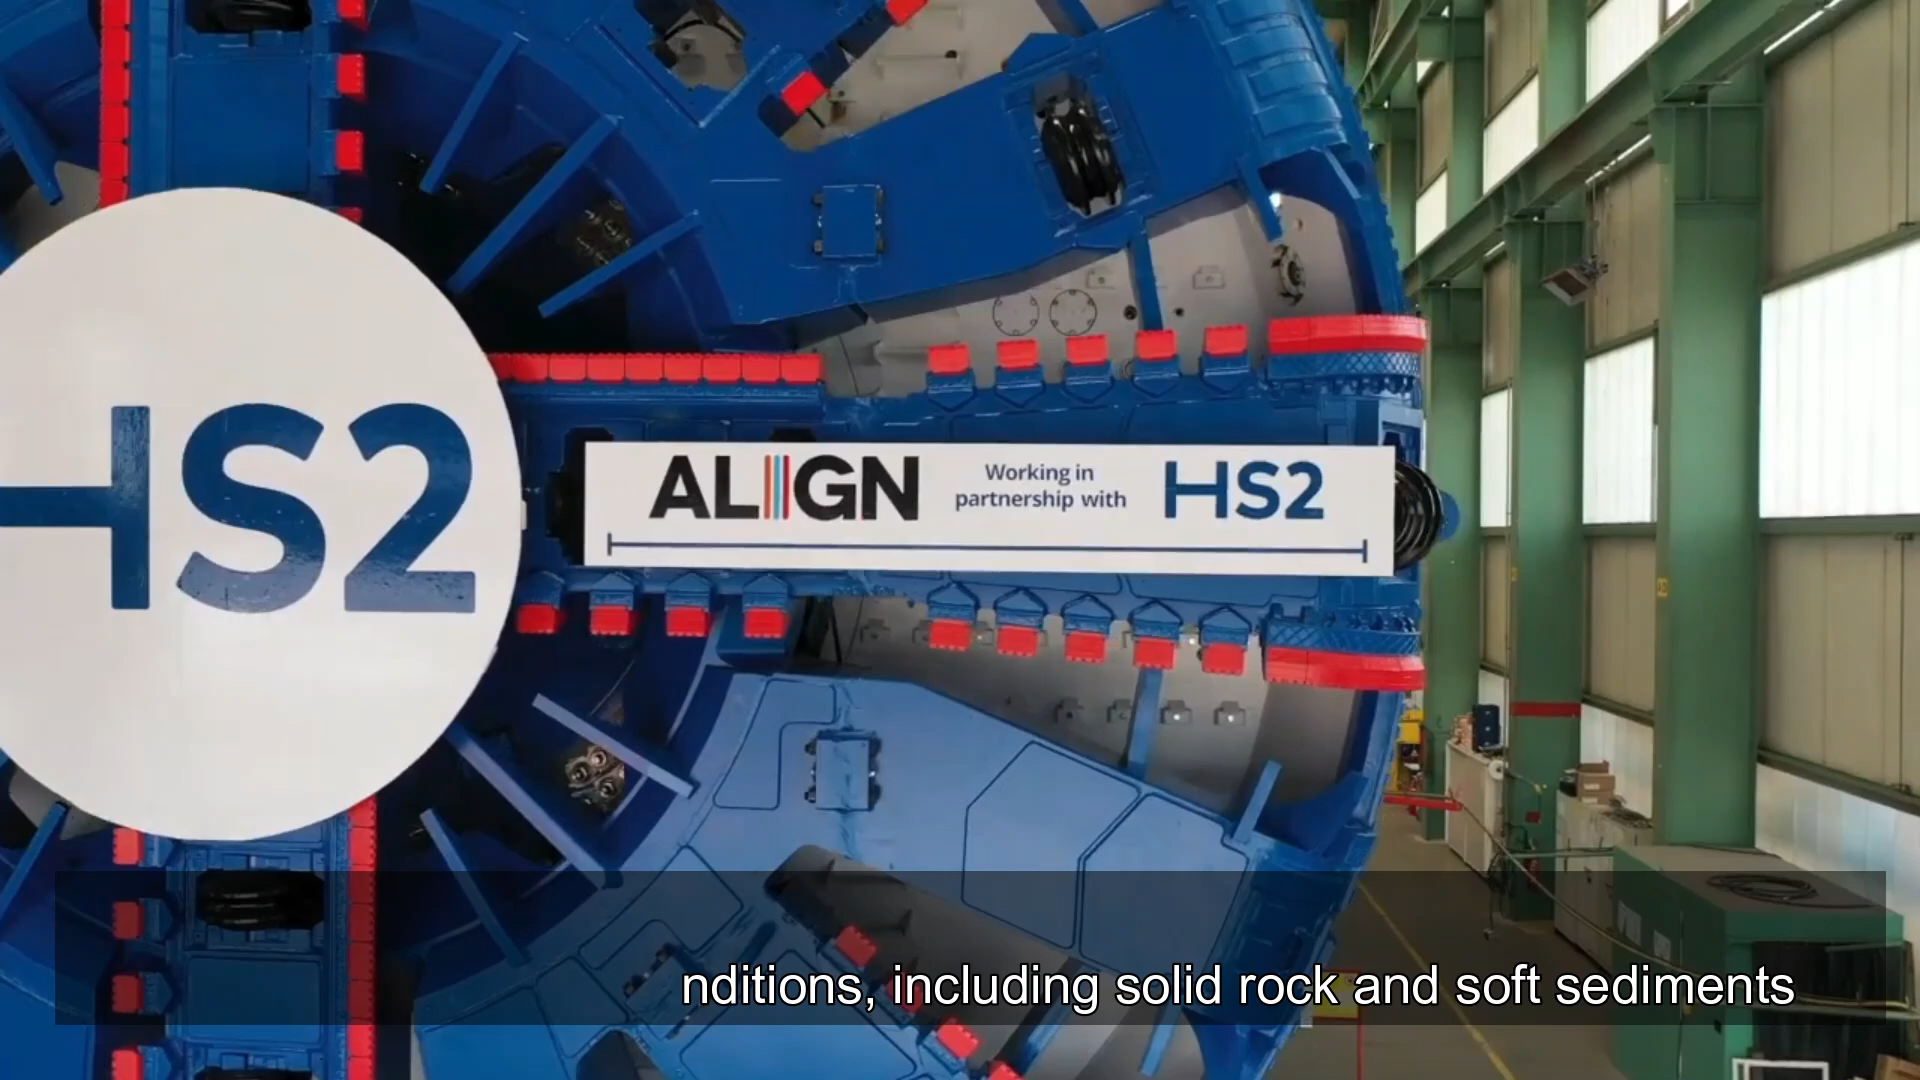 HS2
ALIGN
Working in
partnership with
HS2
nditions, including solid rock and soft sediments